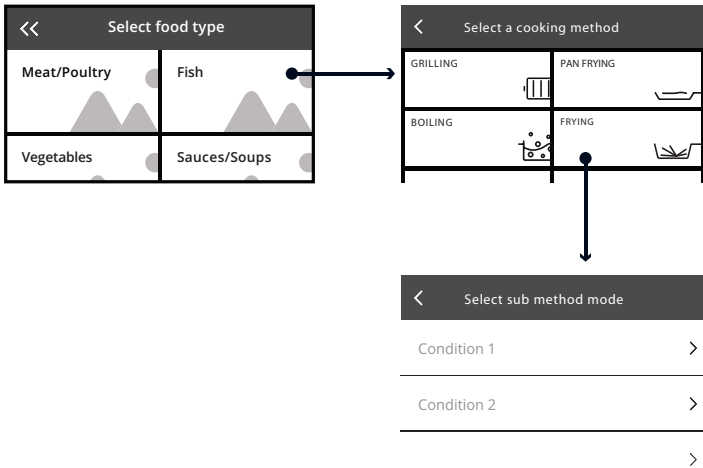 Select food type
Meat/Poultry
Fish
Vegetables
Sauces/Soups
Select a cooking method
GRILLING
PAN FRYING
BOILING
FRYING
Select sub method mode
Condition 1
Condition 2